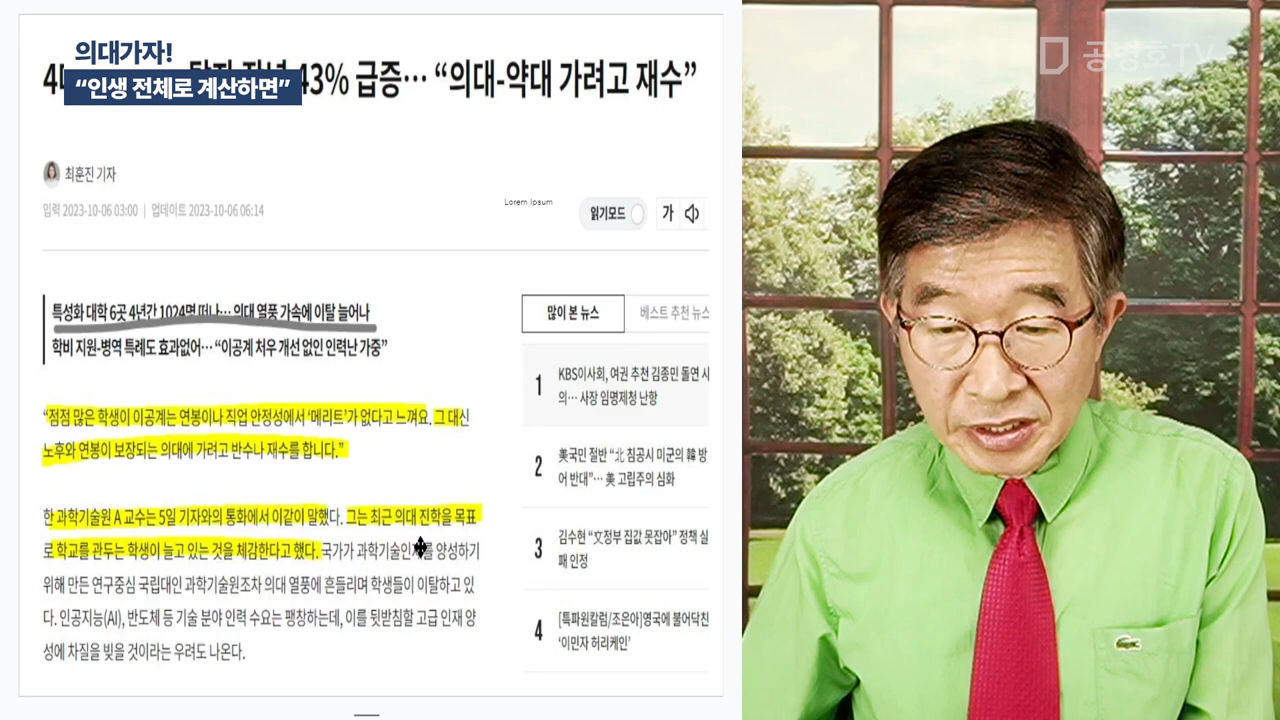 의대가자!
“인생 전체로 계산하면”
43% 급증… “의대-약대 가려고 재수”
최훈진 기자
입력 2023-10-06 03:00 | 업데이트 2023-10-06 06:14
Lorem Ipsum
읽기모드
가
특성화 대학 6곳 4년간 1024명 떠나… 의대 열풍 가속에 이탈 늘어나
학비 지원-병역 특례도 효과없어… “이공계 처우 개선 없인 인력난 가중”
“점점 많은 학생이 이공계는 연봉이나 직업 안정성에서 ‘메리트’가 없다고 느껴요. 그 대신
노후와 연봉이 보장되는 의대에 가려고 반수나 재수를 합니다.”
한 과학기술원 A 교수는 5일 기자와의 통화에서 이같이 말했다. 그는 최근 의대 진학을 목표
로 학교를 관두는 학생이 늘고 있는 것을 체감한다고 했다. 국가가 과학기술인재를 양성하기
위해 만든 연구중심 국립대인 과학기술원조차 의대 열풍에 흔들리며 학생들이 이탈하고 있
다. 인공지능(AI), 반도체 등 기술 분야 인력 수요는 팽창하는데, 이를 뒷받침할 고급 인재 양
성에 차질을 빚을 것이라는 우려도 나온다.
많이 본 뉴스
베스트 추천 뉴스
1
KBS이사회, 여권 추천 김종민 돌연 사
의… 사장 임명제청 난항
2
美국민 절반 “北 침공시 미군의 韓 방
어 반대”… 美 고립주의 심화
3
김수현 “文정부 집값 못잡아” 정책 실
패 인정
4
[특파원칼럼/조은아]영국에 불어닥친
‘이민자 허리케인’
공병호TV